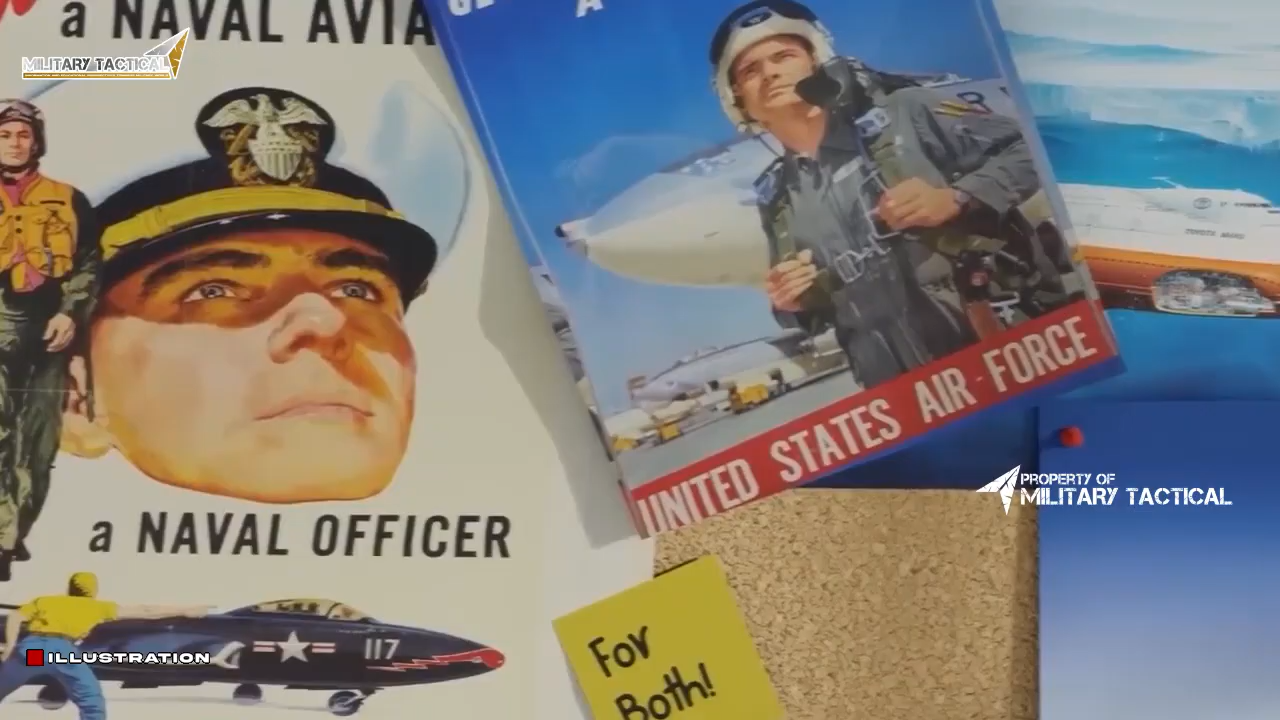 a NAVAL AVIA
MILITARY TACTICAL
A
UNITED STATES AIR FORCE
a NAVAL OFFICER
117
ILLUSTRATION
For
Both!
PROPERTY OF
MILITARY TACTICAL